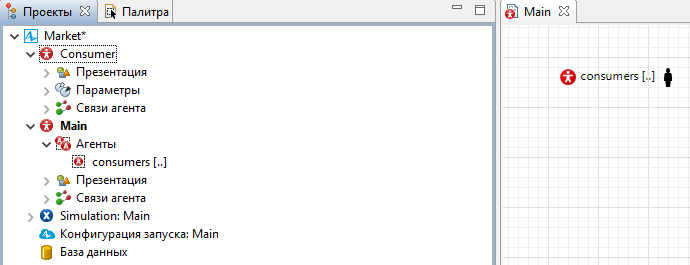 Проекты
Палитра
Market*
Consumer
Презентация
Параметры
Связи агента
Main
Агенты
consumers [..]
Презентация
Связи агента
Simulation: Main
Конфигурация запуска: Main
База данных
Main
consumers [..]